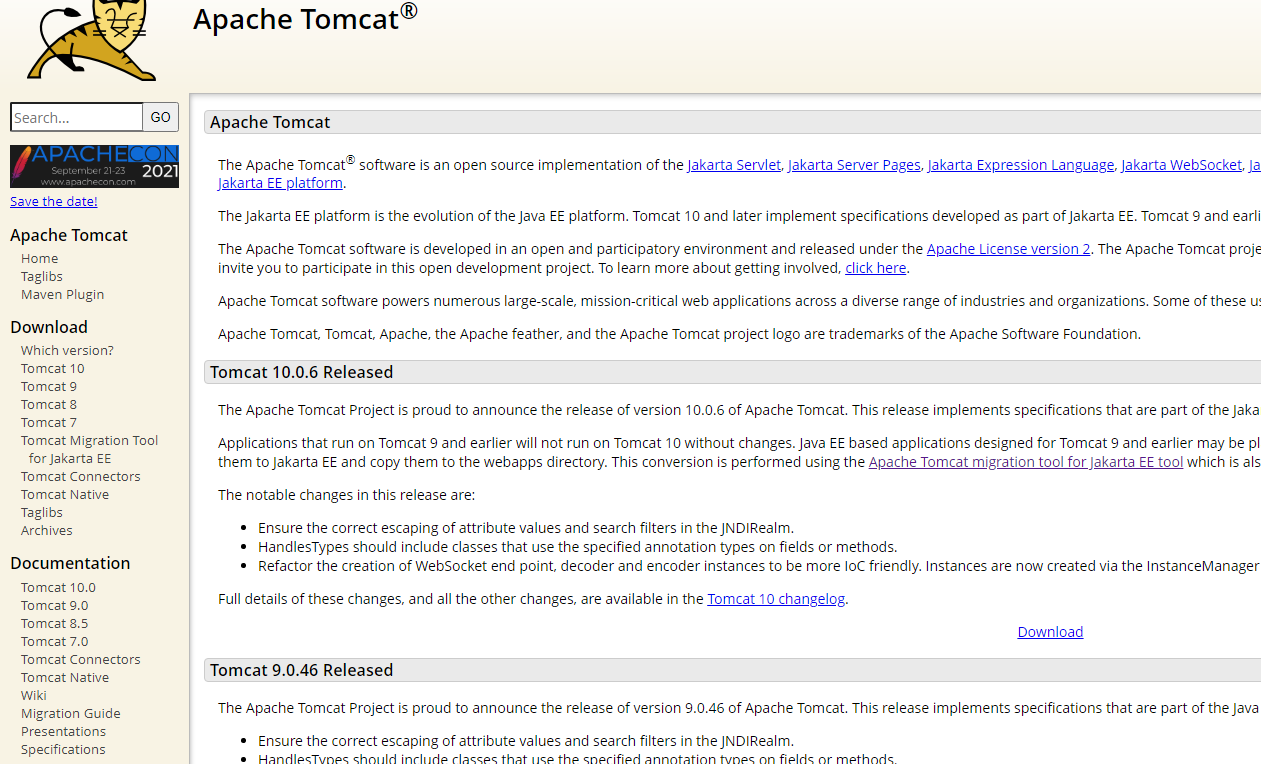 Apache Tomcat®
Search...
GO
APACHECON
September 21-23
2021
www.apachecon.com
Save the date!
Apache Tomcat
Home
Taglibs
Maven Plugin
Download
Which version?
Tomcat 10
Tomcat 9
Tomcat 8
Tomcat 7
Tomcat Migration Tool
for Jakarta EE
Tomcat Connectors
Tomcat Native
Taglibs
Archives
Documentation
Tomcat 10.0
Tomcat 9.0
Tomcat 8.5
Tomcat 7.0
Tomcat Connectors
Tomcat Native
Wiki
Migration Guide
Presentations
Specifications
Apache Tomcat
The Apache Tomcat® software is an open source implementation of the Jakarta Servlet, Jakarta Server Pages, Jakarta Expression Language, Jakarta WebSocket,
Jakarta EE platform.
The Jakarta EE platform is the evolution of the Java EE platform. Tomcat 10 and later implement specifications developed as part of Jakarta EE. Tomcat 9 and
The Apache Tomcat software is developed in an open and participatory environment and released under the Apache License version 2. The Apache Tomcat
invite you to participate in this open development project. To learn more about getting involved, click here.
Apache Tomcat software powers numerous large-scale, mission-critical web applications across a diverse range of industries and organizations. Some of these
Apache Tomcat, Tomcat, Apache, the Apache feather, and the Apache Tomcat project logo are trademarks of the Apache Software Foundation.
Tomcat 10.0.6 Released
The Apache Tomcat Project is proud to announce the release of version 10.0.6 of Apache Tomcat. This release implements specifications that are part of the
Applications that run on Tomcat 9 and earlier will not run on Tomcat 10 without changes. Java EE based applications designed for Tomcat 9 and earlier may be
them to Jakarta EE and copy them to the webapps directory. This conversion is performed using the Apache Tomcat migration tool for Jakarta EE tool which is
The notable changes in this release are:
• Ensure the correct escaping of attribute values and search filters in the JNDIRealm.
• HandlesTypes should include classes that use the specified annotation types on fields or methods.
• Refactor the creation of WebSocket end point, decoder and encoder instances to be more IoC friendly. Instances are now created via the InstanceManager
Full details of these changes, and all the other changes, are available in the Tomcat 10 changelog.
Download
Tomcat 9.0.46 Released
The Apache Tomcat Project is proud to announce the release of version 9.0.46 of Apache Tomcat. This release implements specifications that are part of the Java
• Ensure the correct escaping of attribute values and search filters in the JNDIRealm.
• HandlesTypes should include classes that use the specified annotation types on fields or methods.